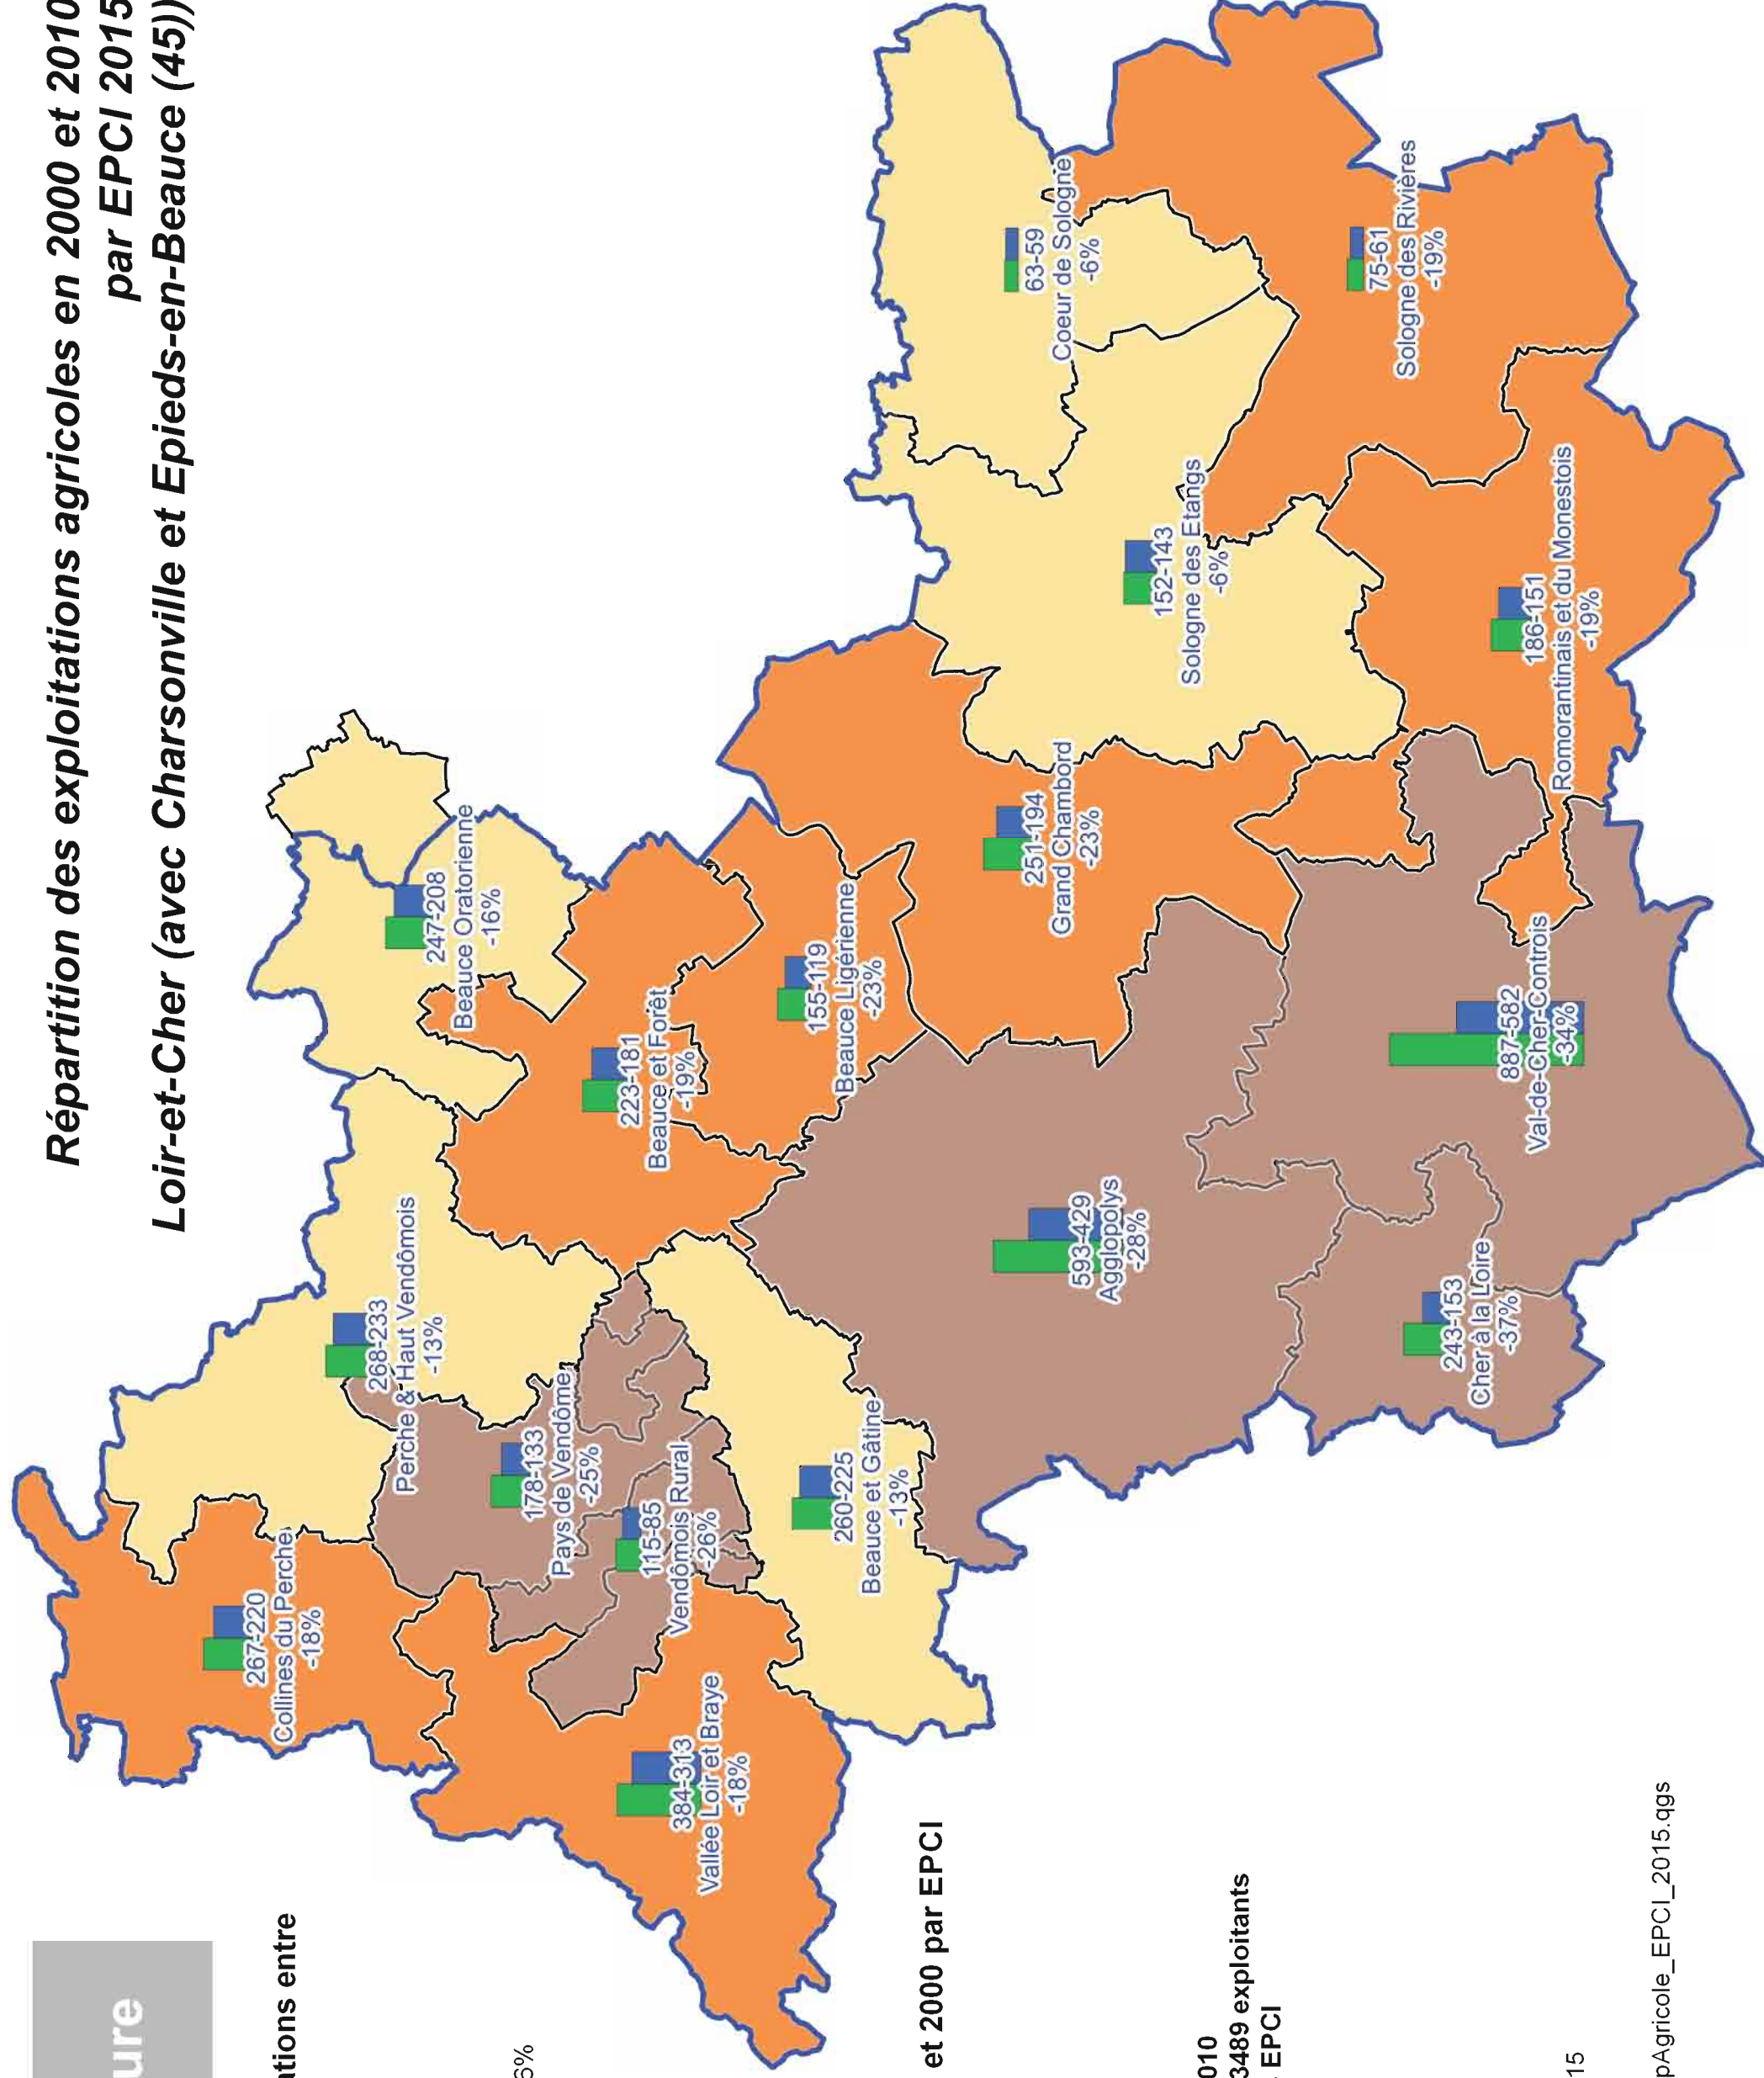 Répartition des exploitations agricoles en 2000 et 2010
par EPCI 2015
Loir-et-Cher (avec Charsonville et Epieds-en-Beauce (45))
ure
ations entre
6%
et 2000 par EPCI
010
3489 exploitants
EPCI
15
pAgricole_EPCI_2015.qgs
267-220
Collines du Perche
-18%
268-233
Perche & Haut Vendômois
-13%
247-208
Beauce Oratorienne
-16%
178-133
Pays de Vendôme
-25%
223-181
Beauce et Forêt
-19%
115-85
Vendômois Rural
-26%
384-313
Vallée Loir et Braye
-18%
155-119
Beauce Ligérienne
-23%
260-225
Beauce et Gâtine
-13%
251-194
Grand Chambord
-23%
63-59
Coeur de Sologne
-6%
593-429
Agglopolys
-28%
152-143
Sologne des Etangs
-6%
75-61
Sologne des Rivières
-19%
243-153
Cher à la Loire
-37%
887-582
Val-de-Cher-Controis
-34%
186-151
Romorantinais et du Monestois
-19%